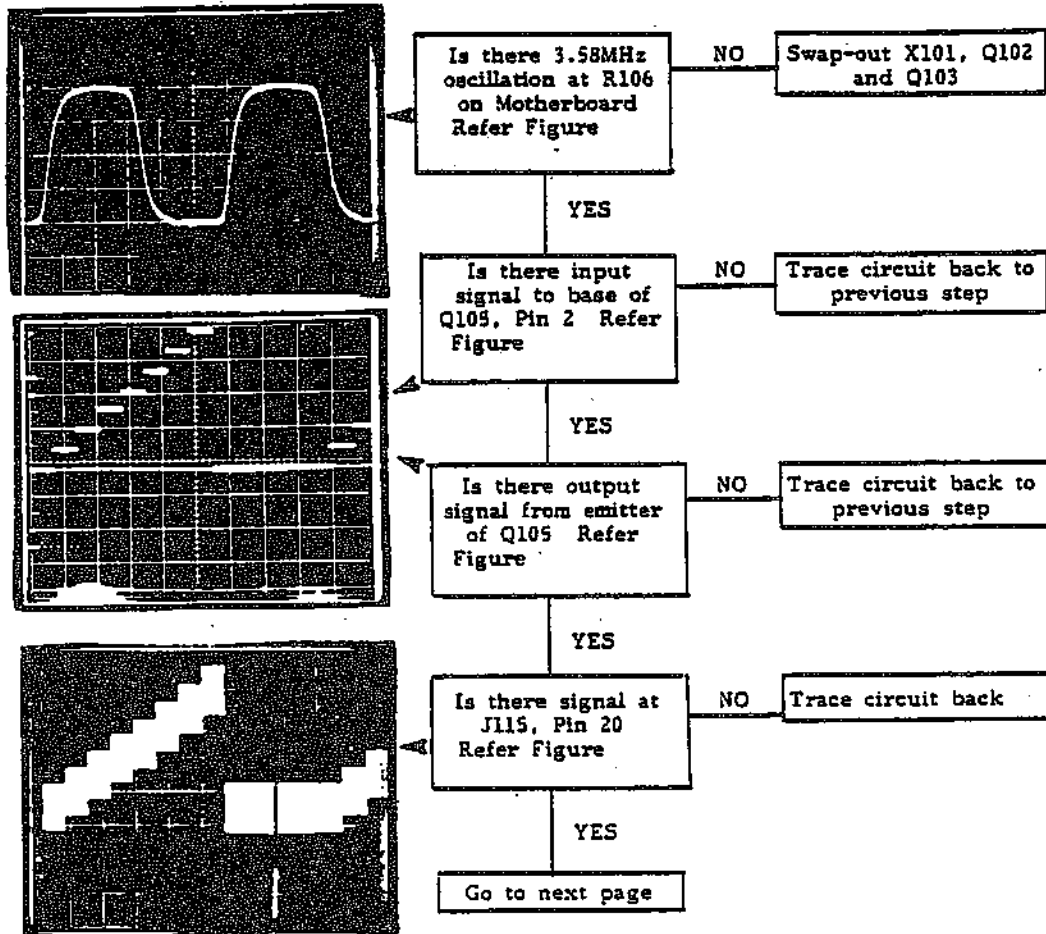 Is there 3.58MHz
oscillation at R106
on Motherboard
Refer Figure
NO
Swap-out X101, Q102
and Q103
YES
Is there input
signal to base of
Q105, Pin 2 Refer
Figure
NO
Trace circuit back to
previous step
YES
Is there output
signal from emitter
of Q105 Refer
Figure
NO
Trace circuit back to
previous step
YES
Is there signal at
J115, Pin 20
Refer Figure
NO
Trace circuit back
YES
Go to next page